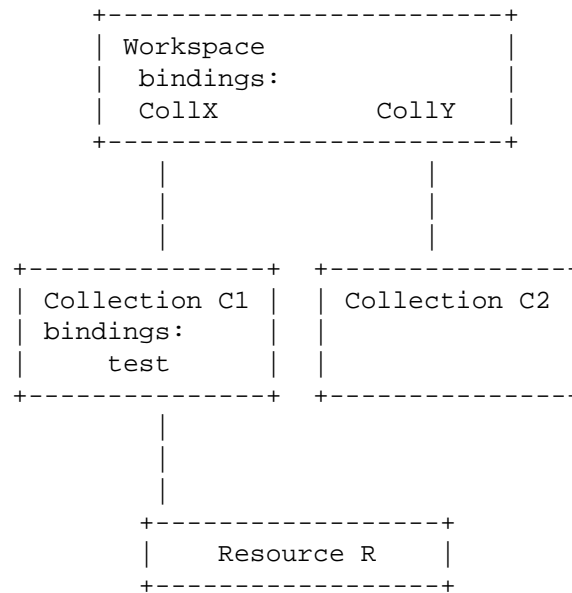 Workspace
bindings:
CollX CollY
Collection C1 Collection C2
bindings:
test
Resource R